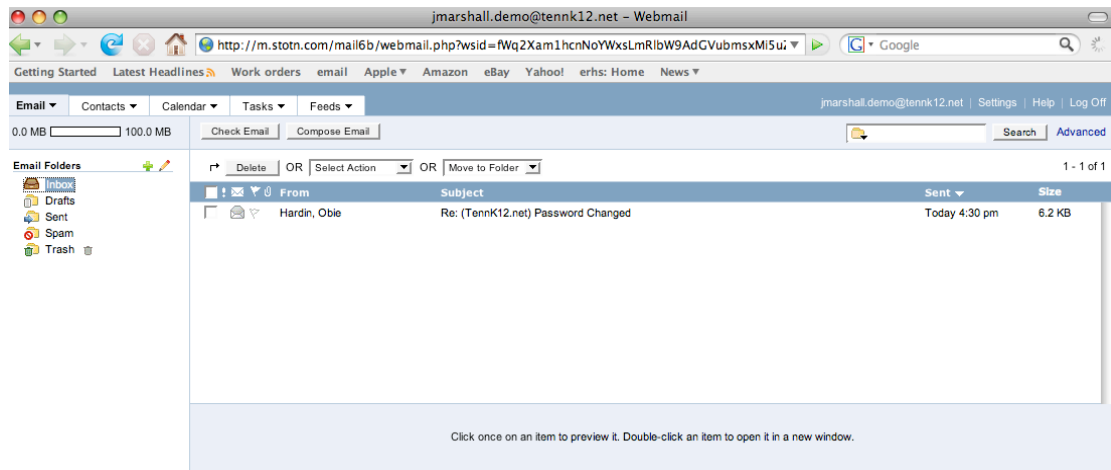 jmarshall.demo@tennk12.net – Webmail
http://m.stotn.com/mail6b/webmail.php?wsid=fWq2Xam1hcnNoYWxsLmRlbW9AdGVubmsxMi5u
G Google
Getting Started Latest Headlines Work orders email Apple Amazon eBay Yahoo! erhs: Home News
Email Contacts Calendar Tasks Feeds jmarshall.demo@tennk12.net | Settings | Help | Log Off
0.0 MB 100.0 MB Check Email Compose Email Search Advanced
Email Folders Delete OR Select Action OR Move to Folder 1 - 1 of 1
Inbox ! From Subject Sent Size
Drafts Hardin, Obie Re: (TennK12.net) Password Changed Today 4:30 pm 6.2 KB
Sent
Spam
Trash
Click once on an item to preview it. Double-click an item to open it in a new window.